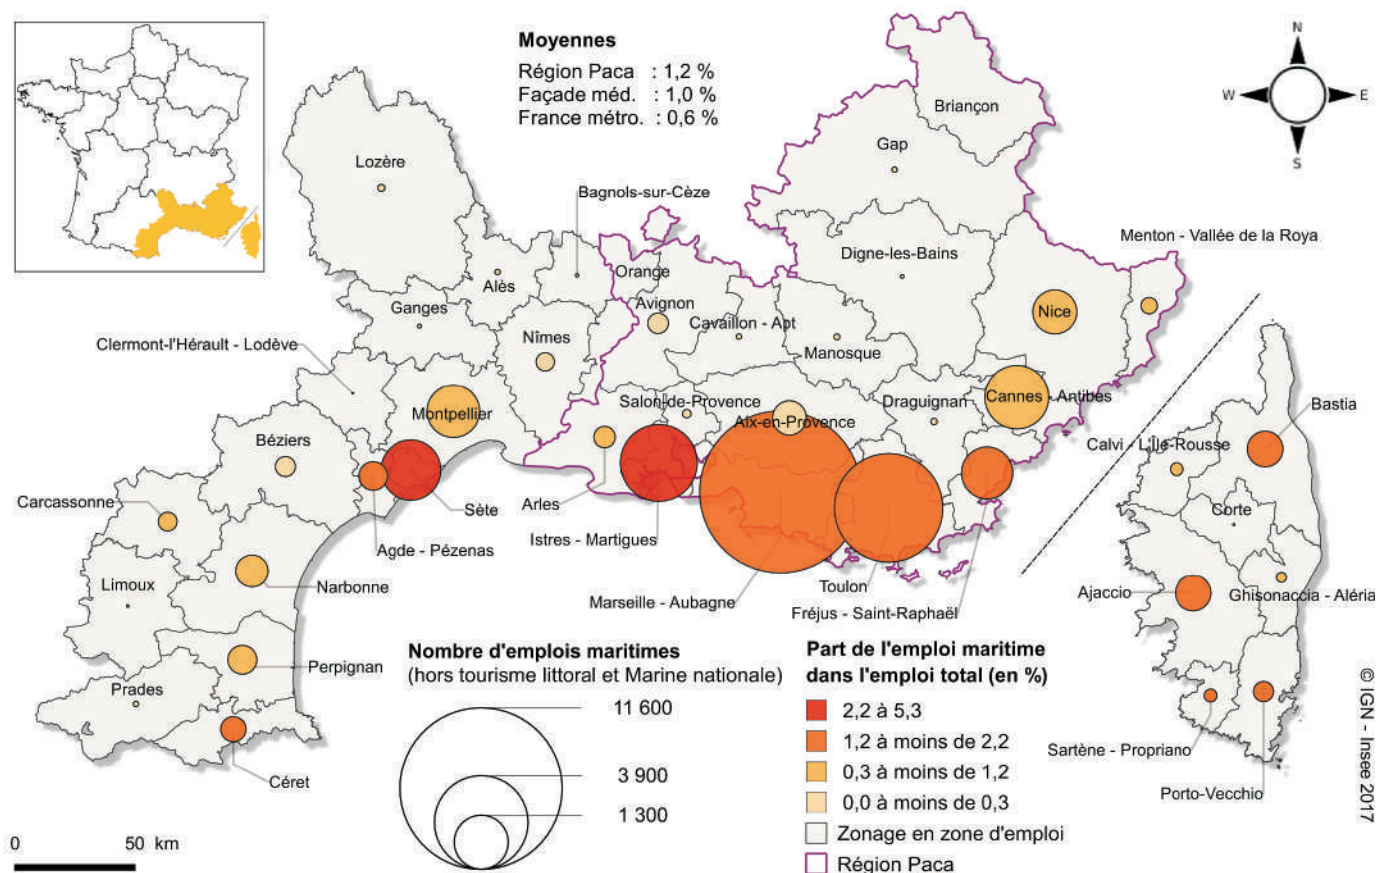 Moyennes
Région Paca : 1,2 %
Façade méd. : 1,0 %
France métro. : 0,6 %
N
W
E
S
Briançon
Gap
Lozère
Bagnols-sur-Cèze
Menton - Vallée de la Roya
Digne-les-Bains
Orange
Alès
Avignon
Ganges
Nice
Cavaillon - Apt
Nîmes
Clermont-l'Hérault - Lodève
Manosque
Salon-de-Provence
Draguignan
Cannes - Antibes
Bastia
Montpellier
Aix-en-Provence
Béziers
Calvi - L'Île-Rousse
Carcassonne
Arles
Sète
Corte
Istres - Martigues
Agde - Pézenas
Limoux
Narbonne
Toulon
Ajaccio
Ghisonaccia - Aléria
Marseille - Aubagne
Fréjus - Saint-Raphaël
Perpignan
Prades
Céret
Sartène - Propriano
Porto-Vecchio
Nombre d'emplois maritimes
(hors tourisme littoral et Marine nationale)
11 600
3 900
1 300
Part de l'emploi maritime
dans l'emploi total (en %)
2,2 à 5,3
1,2 à moins de 2,2
0,3 à moins de 1,2
0,0 à moins de 0,3
Zonage en zone d'emploi
Région Paca
0 50 km
© IGN - Insee 2017